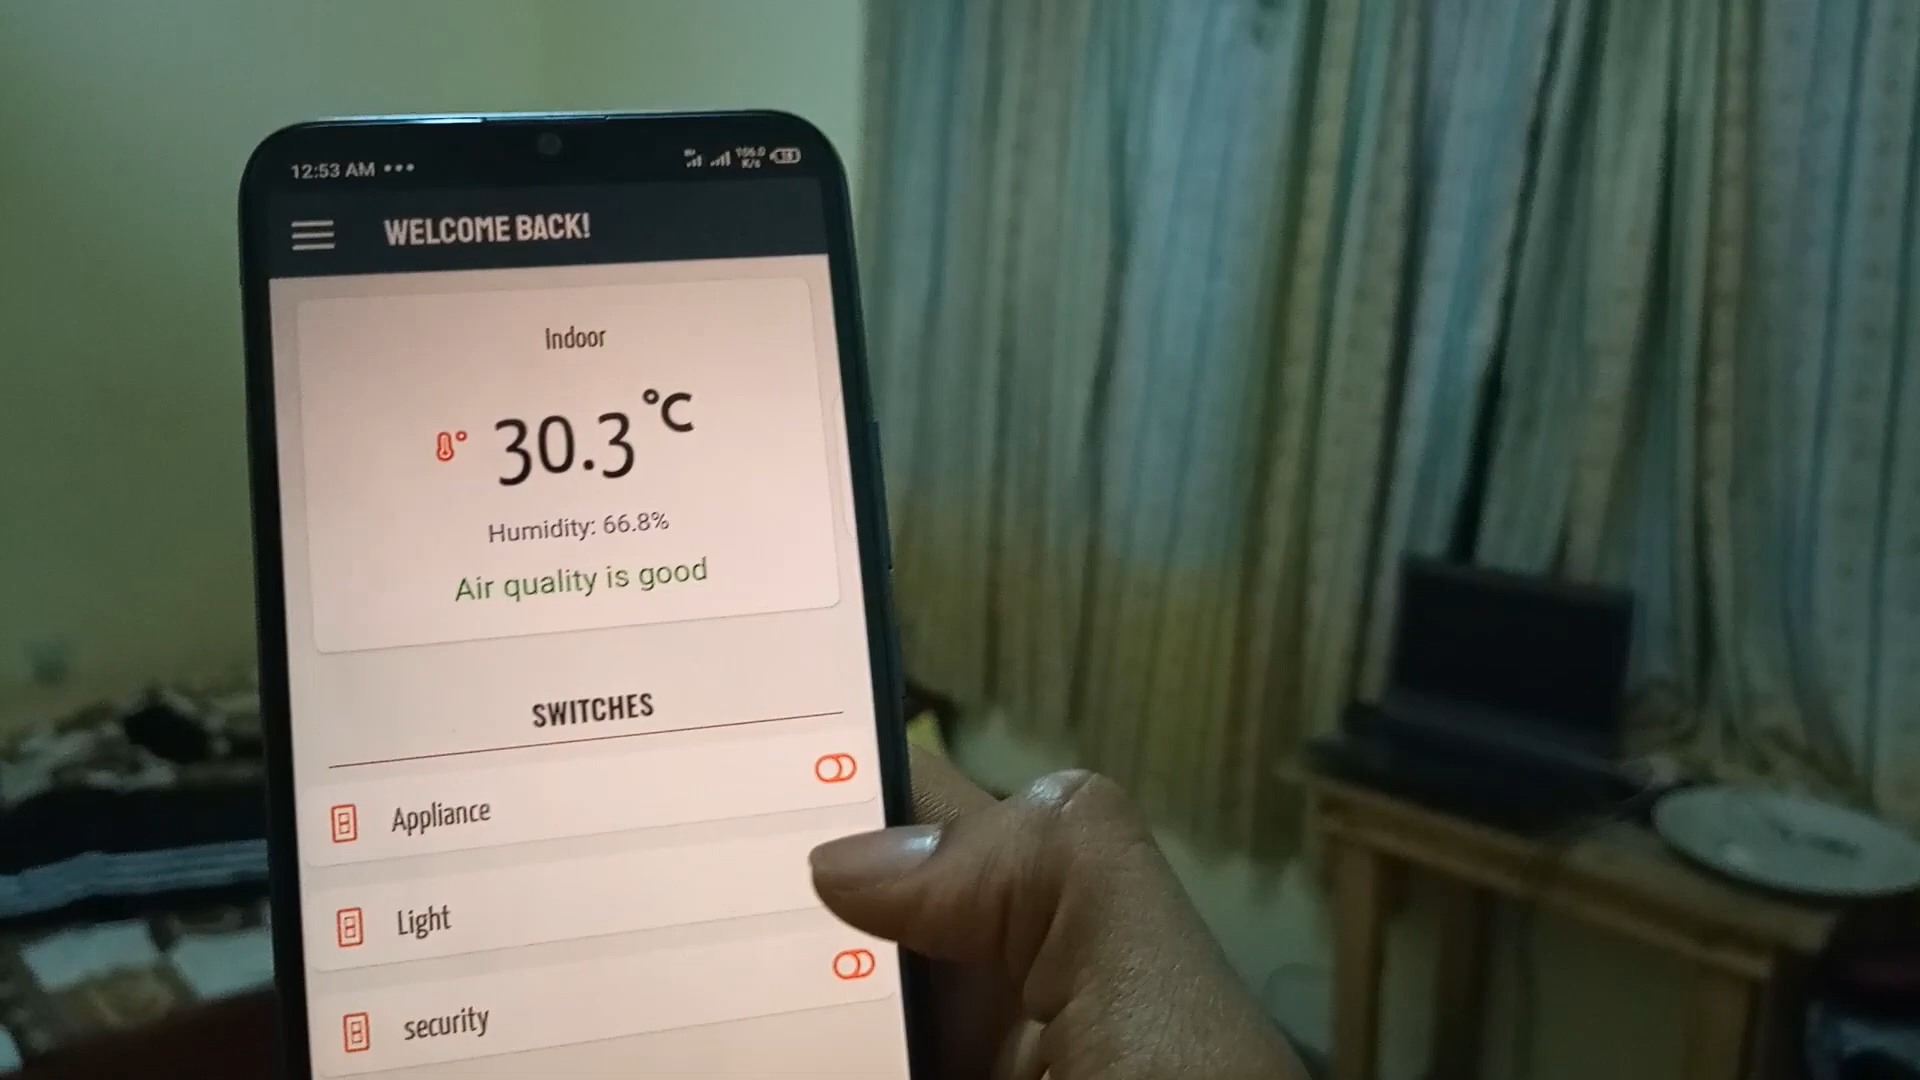 12:53 AM •••
WELCOME BACK!
Indoor
30.3 °C
Humidity: 66.8%
Air quality is good
SWITCHES
Appliance
Light
security